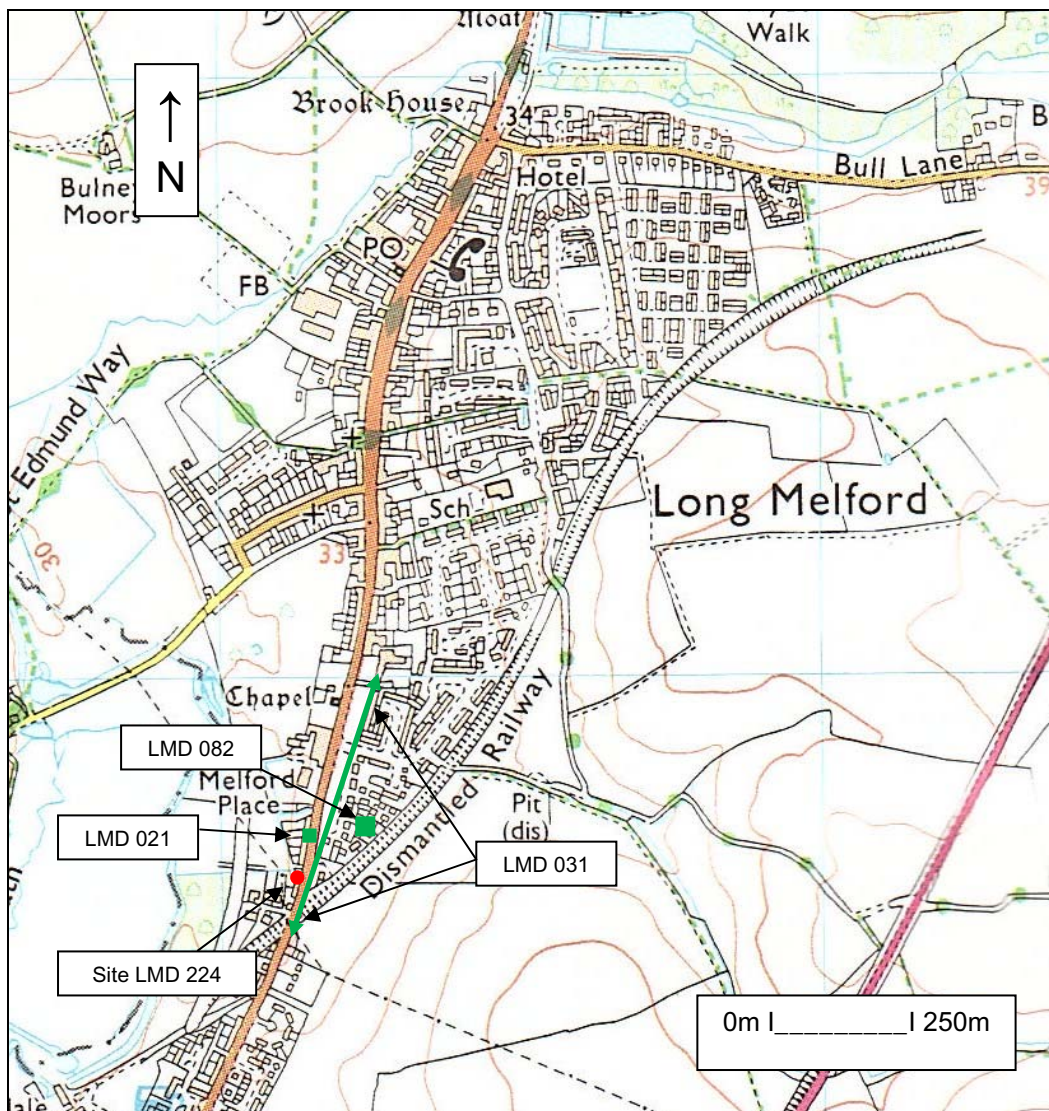 Moat
Walk
↑
N
Brook House
34
B
Bulney
Moors
Hotel
Bull Lane
39
PO
FB
Edmund Way
Long Melford
Sch
30
33
Chapel
Railway
LMD 082
Melford
Place
Pit
(dis)
LMD 021
Dismantled
LMD 031
Site LMD 224
0m I_________I 250m